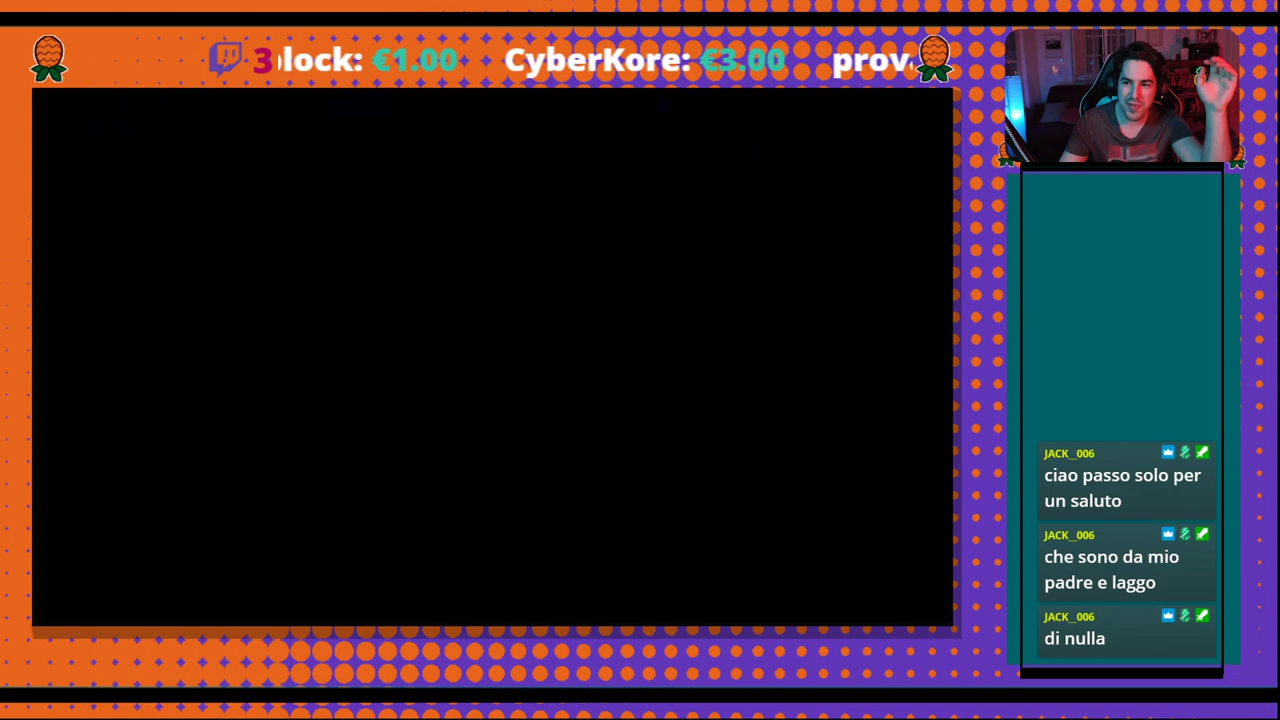 3lock: €1.00 CyberKore: €3.00 prov.
JACK_006
ciao passo solo per
un saluto
JACK_006
che sono da mio
padre e laggo
JACK_006
di nulla